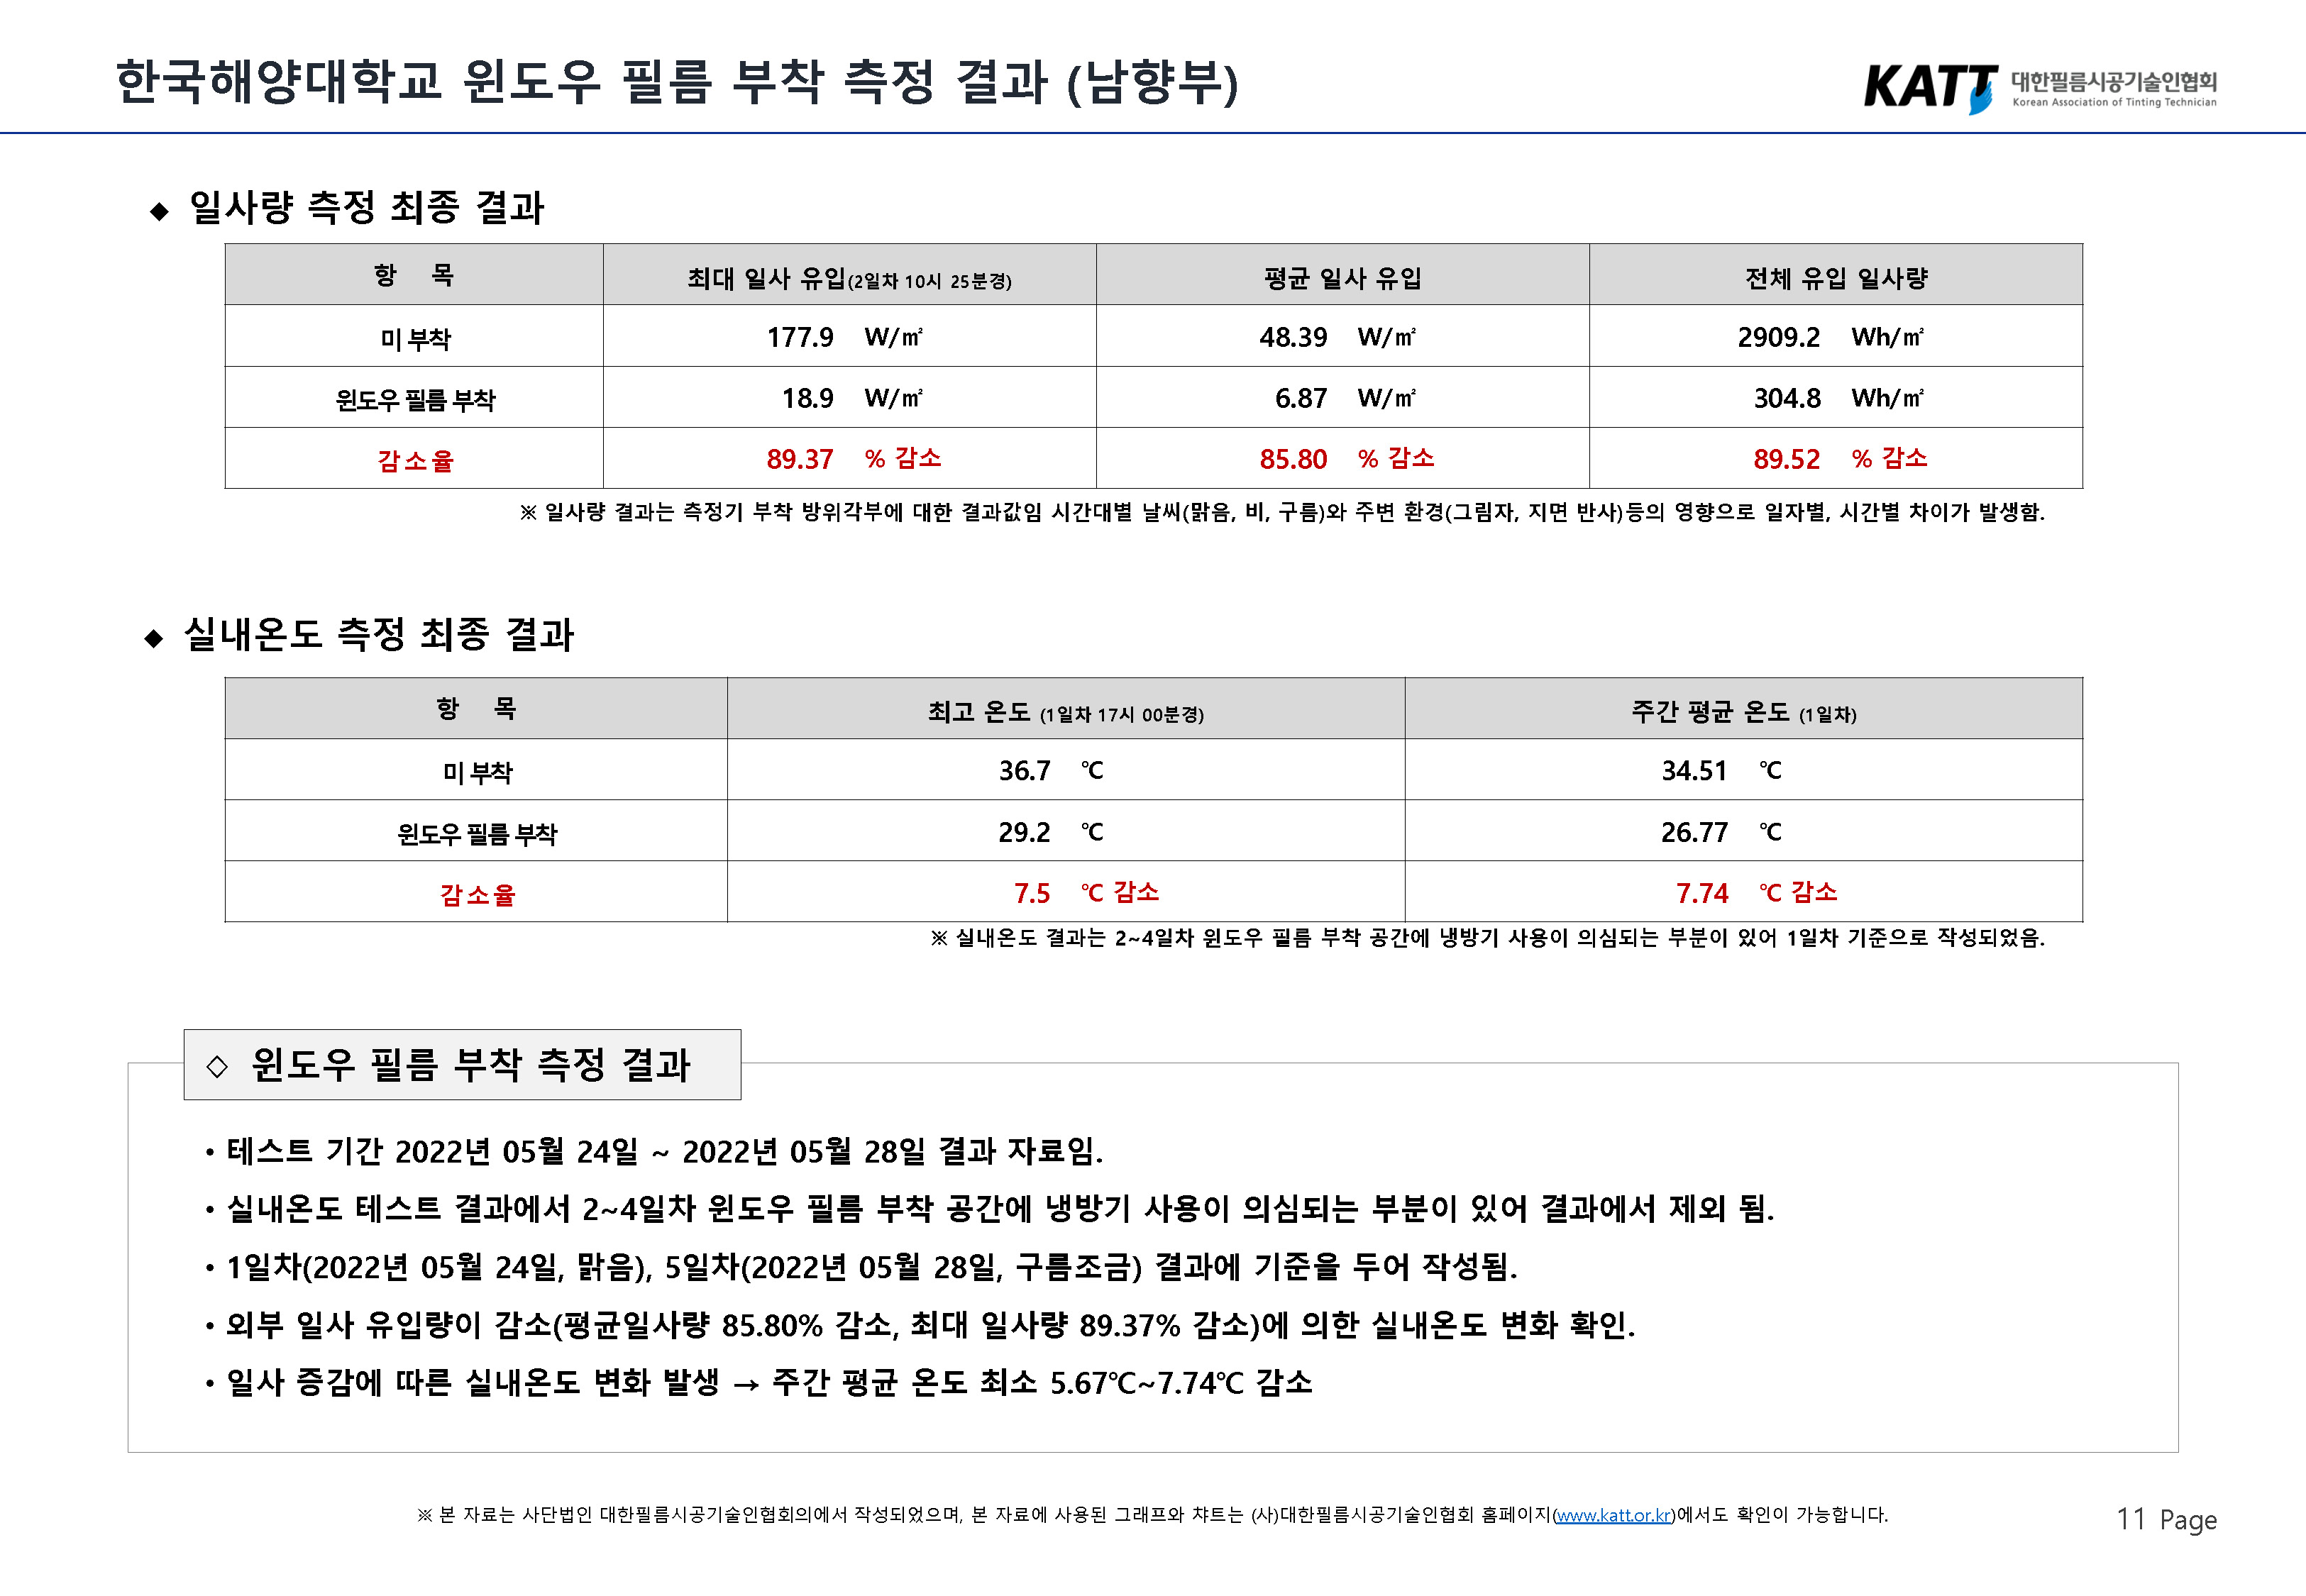 한국해양대학교 윈도우 필름 부착 측정 결과 (남향부)
KATT 대한필름시공기술인협회
Korean Association of Tinting Technician
◆ 일사량 측정 최종 결과
항 목 최대 일사 유입(2일차 10시 25분경) 평균 일사 유입 전체 유입 일사량
미 부착 177.9 W/㎡ 48.39 W/㎡ 2909.2 Wh/㎡
윈도우 필름 부착 18.9 W/㎡ 6.87 W/㎡ 304.8 Wh/㎡
감소율 89.37 % 감소 85.80 % 감소 89.52 % 감소
※ 일사량 결과는 측정기 부착 방위각부에 대한 결과값임 시간대별 날씨(맑음, 비, 구름)와 주변 환경(그림자, 지면 반사)등의 영향으로 일자별, 시간별 차이가 발생함.
◆ 실내온도 측정 최종 결과
항 목 최고 온도 (1일차 17시 00분경) 주간 평균 온도 (1일차)
미 부착 36.7 ℃ 34.51 ℃
윈도우 필름 부착 29.2 ℃ 26.77 ℃
감소율 7.5 ℃ 감소 7.74 ℃ 감소
※ 실내온도 결과는 2~4일차 윈도우 필름 부착 공간에 냉방기 사용이 의심되는 부분이 있어 1일차 기준으로 작성되었음.
◇ 윈도우 필름 부착 측정 결과
• 테스트 기간 2022년 05월 24일 ~ 2022년 05월 28일 결과 자료임.
• 실내온도 테스트 결과에서 2~4일차 윈도우 필름 부착 공간에 냉방기 사용이 의심되는 부분이 있어 결과에서 제외 됨.
• 1일차(2022년 05월 24일, 맑음), 5일차(2022년 05월 28일, 구름조금) 결과에 기준을 두어 작성됨.
• 외부 일사 유입량이 감소(평균일사량 85.80% 감소, 최대 일사량 89.37% 감소)에 의한 실내온도 변화 확인.
• 일사 증감에 따른 실내온도 변화 발생 → 주간 평균 온도 최소 5.67℃~7.74℃ 감소
※ 본 자료는 사단법인 대한필름시공기술인협회의에서 작성되었으며, 본 자료에 사용된 그래프와 챠트는 (사)대한필름시공기술인협회 홈페이지(www.katt.or.kr)에서도 확인이 가능합니다.
11 Page